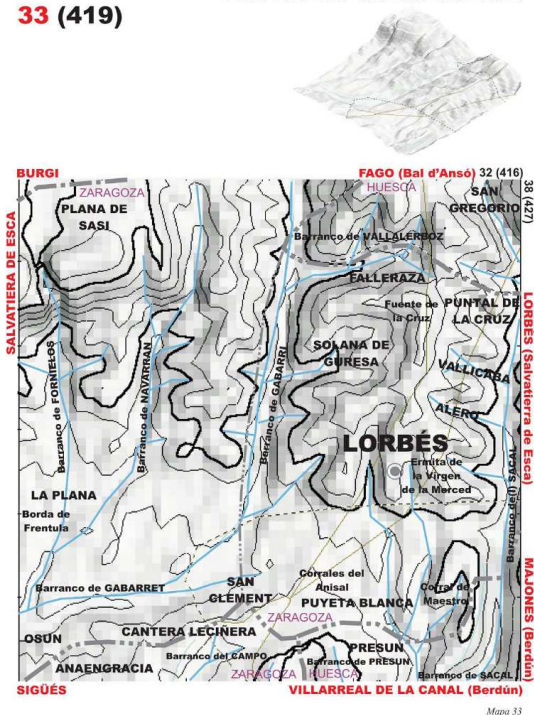 33 (419)
BURGI
FAGO (Bal d'Ansó) 32 (416)
38 (427)
ZARAGOZA
HUESCA
PLANA DE
SASI
SAN
GREGORIO
SALVATIERA DE ESCA
Barranco de VALLALERBOZ
FALLERAZA
Fuente de
la Cruz
PUNTAL DE
LA CRUZ
LORBÉS (Salvatierra de Esca)
SOLANA DE
GURESA
Barranco de FORNIELOS
Barranco de NAVARRAN
Barranco de GABARRI
VALLICABA
ALERO
LORBÉS
Ermita de
la Virgen
de la Merced
Barranco de(l) SACAL
LA PLANA
Borda de
Frentula
Barranco de GABARRET
SAN
CLEMENT
Corrales del
Anisal
PUYETA BLANCA
Corral de
Maestro
MAJONES (Berdún)
ZARAGOZA
OSUN
CANTERA LECIÑERA
PRESUN
Barranco del CAMPO
Barranco de PRESUN
ANAENGRACIA
ZARAGOZA
HUESCA
Barranco de SACAL
SIGÜÉS
VILLARREAL DE LA CANAL (Berdún)
Mapa 33